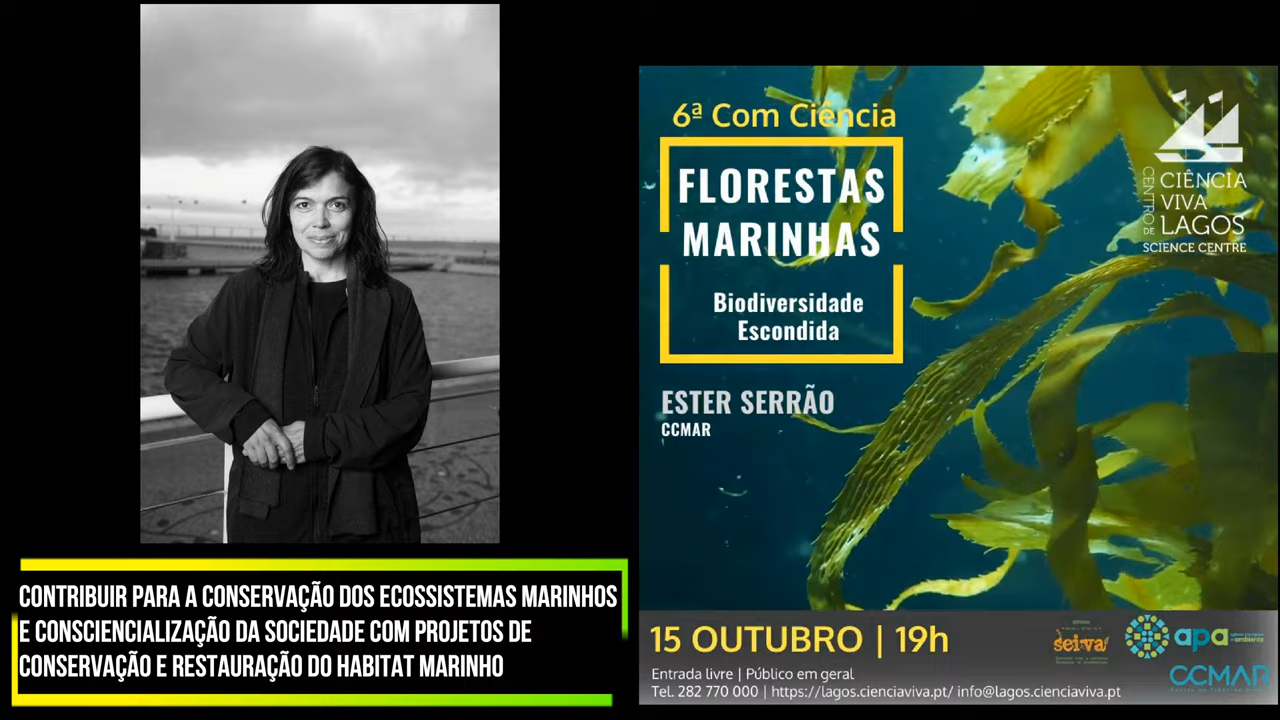 CONTRIBUIR PARA A CONSERVAÇÃO DOS ECOSSISTEMAS MARINHOS
E CONSCIENCIALIZAÇÃO DA SOCIEDADE COM PROJETOS DE
CONSERVAÇÃO E RESTAURAÇÃO DO HABITAT MARINHO
6ª Com Ciência
FLORESTAS
MARINHAS
Biodiversidade
Escondida
ESTER SERRÃO
CCMAR
CENTRO DE
CIÊNCIA
VIVA
LAGOS
SCIENCE CENTRE
15 OUTUBRO | 19h
Entrada livre | Público em geral
Tel. 282 770 000 | https://lagos.cienciaviva.pt/ info@lagos.cienciaviva.pt
seiva
apa
CCMAR